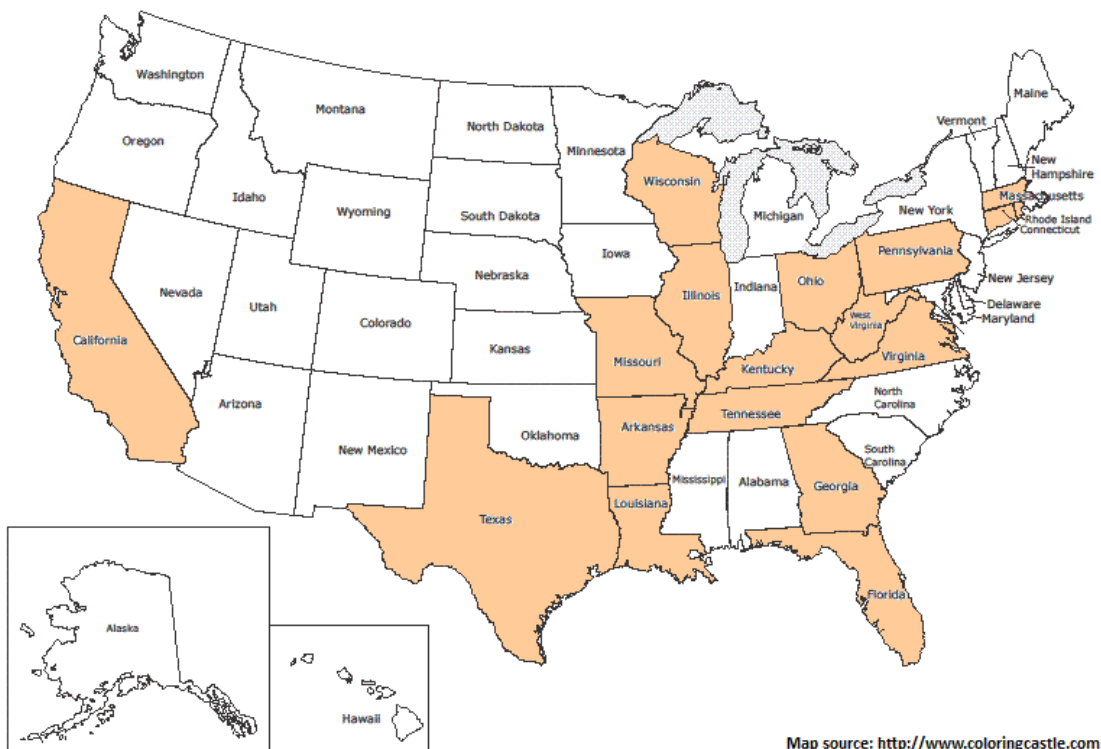 Washington
Montana
North Dakota
Minnesota
Maine
Vermont
Oregon
Idaho
Wyoming
South Dakota
Wisconsin
Michigan
New York
New
Hampshire
Massachusetts
Rhode Island
Connecticut
Nevada
Utah
Colorado
Nebraska
Iowa
Illinois
Indiana
Ohio
Pennsylvania
New Jersey
Delaware
Maryland
California
Kansas
Missouri
Kentucky
West
Virginia
Virginia
Arizona
New Mexico
Oklahoma
Arkansas
Tennessee
North
Carolina
South
Carolina
Texas
Louisiana
Mississippi
Alabama
Georgia
Florida
Alaska
Hawaii
Map source: http://www.coloringcastle.com